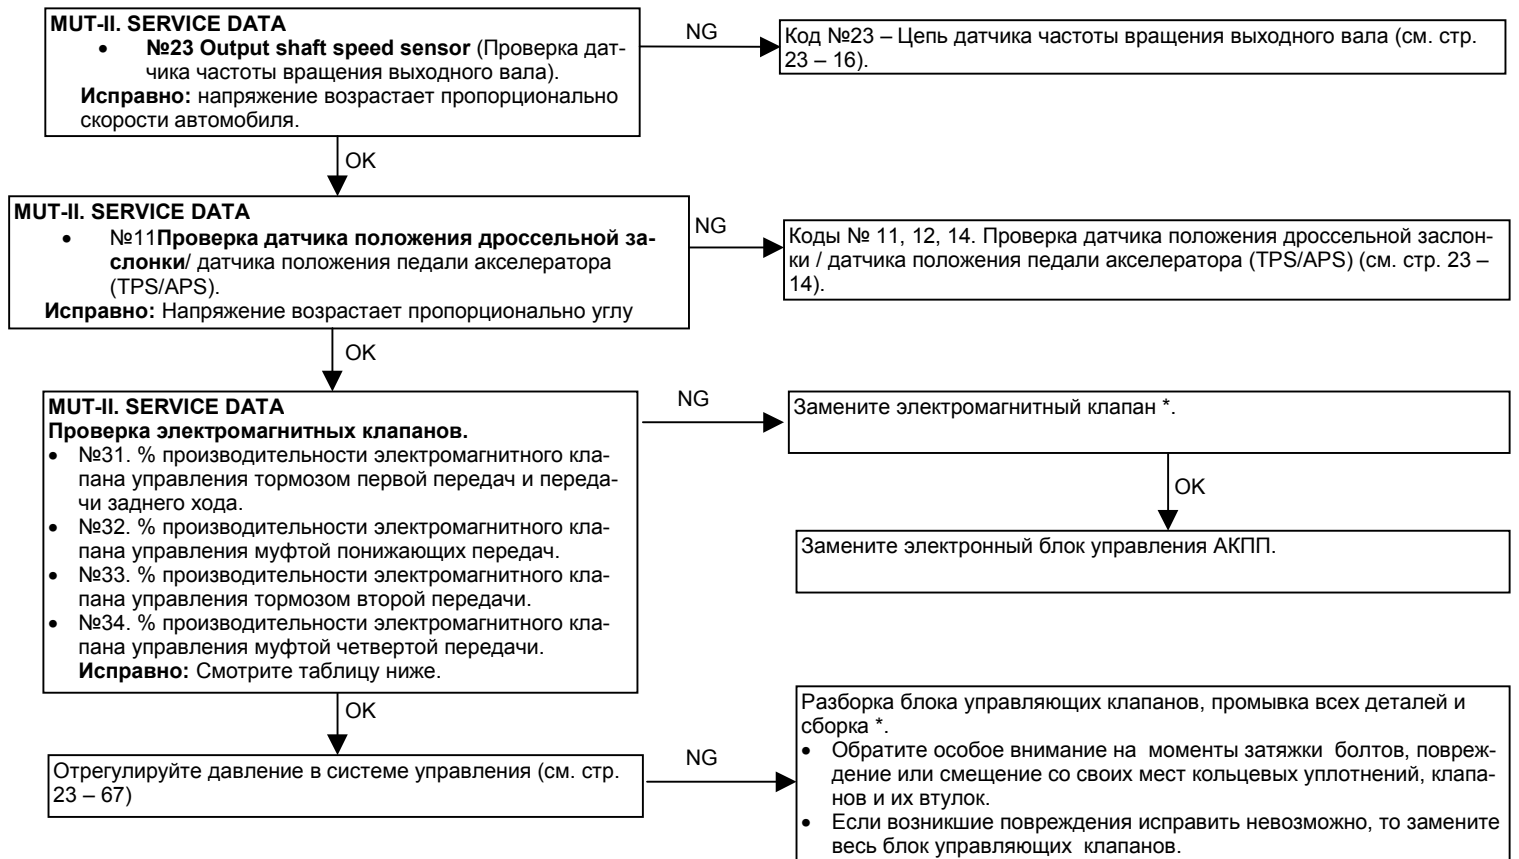 MUT-II. SERVICE DATA
• №23 Output shaft speed sensor (Проверка дат-
чика частоты вращения выходного вала).
Исправно: напряжение возрастает пропорционально
скорости автомобиля.
NG
Код №23 – Цепь датчика частоты вращения выходного вала (см. стр.
23 – 16).
OK
MUT-II. SERVICE DATA
• №11Проверка датчика положения дроссельной за-
слонки/ датчика положения педали акселератора
(TPS/APS).
Исправно: Напряжение возрастает пропорционально углу
NG
Коды № 11, 12, 14. Проверка датчика положения дроссельной заслон-
ки / датчика положения педали акселератора (TPS/APS) (см. стр. 23 –
14).
OK
MUT-II. SERVICE DATA
Проверка электромагнитных клапанов.
• №31. % производительности электромагнитного кла-
пана управления тормозом первой передач и переда-
чи заднего хода.
• №32. % производительности электромагнитного кла-
пана управления муфтой понижающих передач.
• №33. % производительности электромагнитного кла-
пана управления тормозом второй передачи.
• №34. % производительности электромагнитного кла-
пана управления муфтой четвертой передачи.
Исправно: Смотрите таблицу ниже.
NG
Замените электромагнитный клапан *.
OK
Замените электронный блок управления АКПП.
OK
Отрегулируйте давление в системе управления (см. стр.
23 – 67)
NG
Разборка блока управляющих клапанов, промывка всех деталей и
сборка *.
• Обратите особое внимание на моменты затяжки болтов, повреж-
дение или смещение со своих мест кольцевых уплотнений, клапа-
нов и их втулок.
• Если возникшие повреждения исправить невозможно, то замените
весь блок управляющих клапанов.